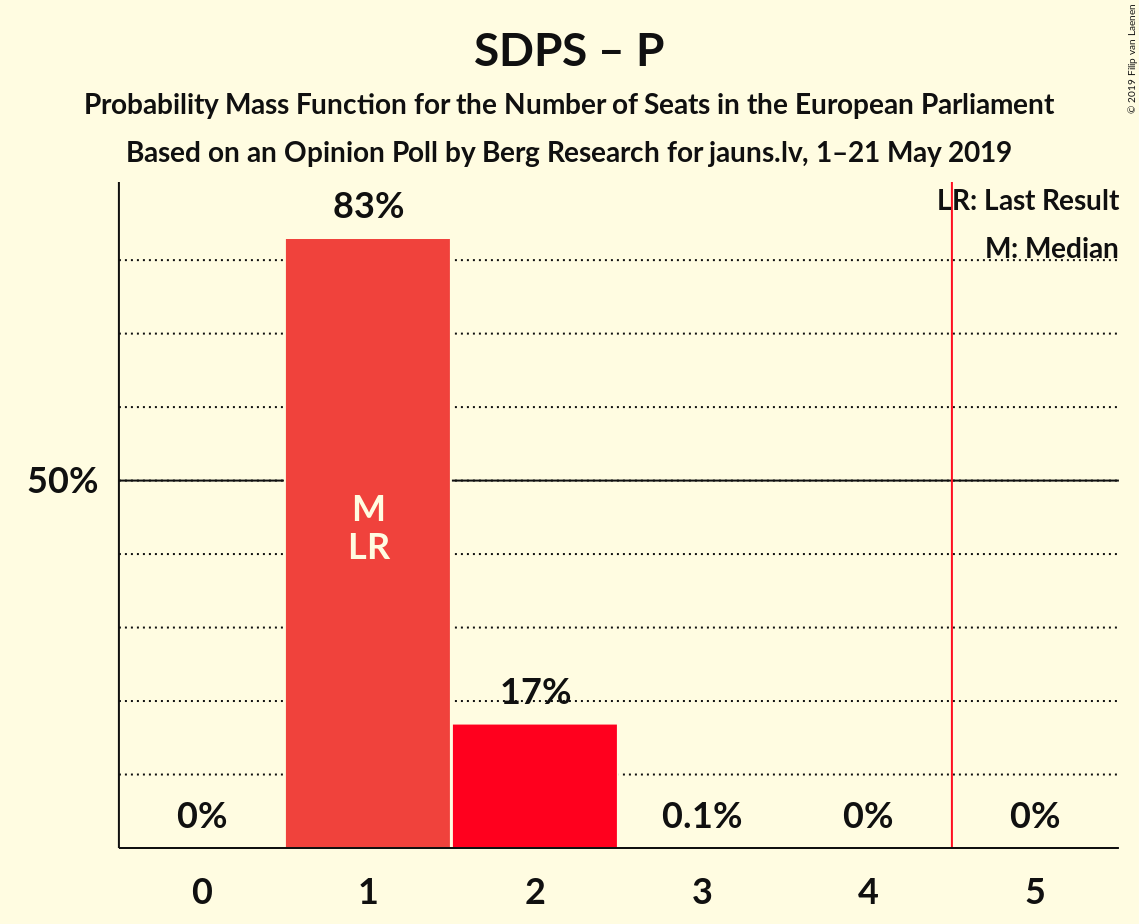 SDPS – P
Probability Mass Function for the Number of Seats in the European Parliament
Based on an Opinion Poll by Berg Research for jauns.lv, 1–21 May 2019
© 2019 Filip van Laenen
LR: Last Result
M: Median
83%
50%
M
LR
17%
0%
0.1%
0%
0%
0
1
2
3
4
5